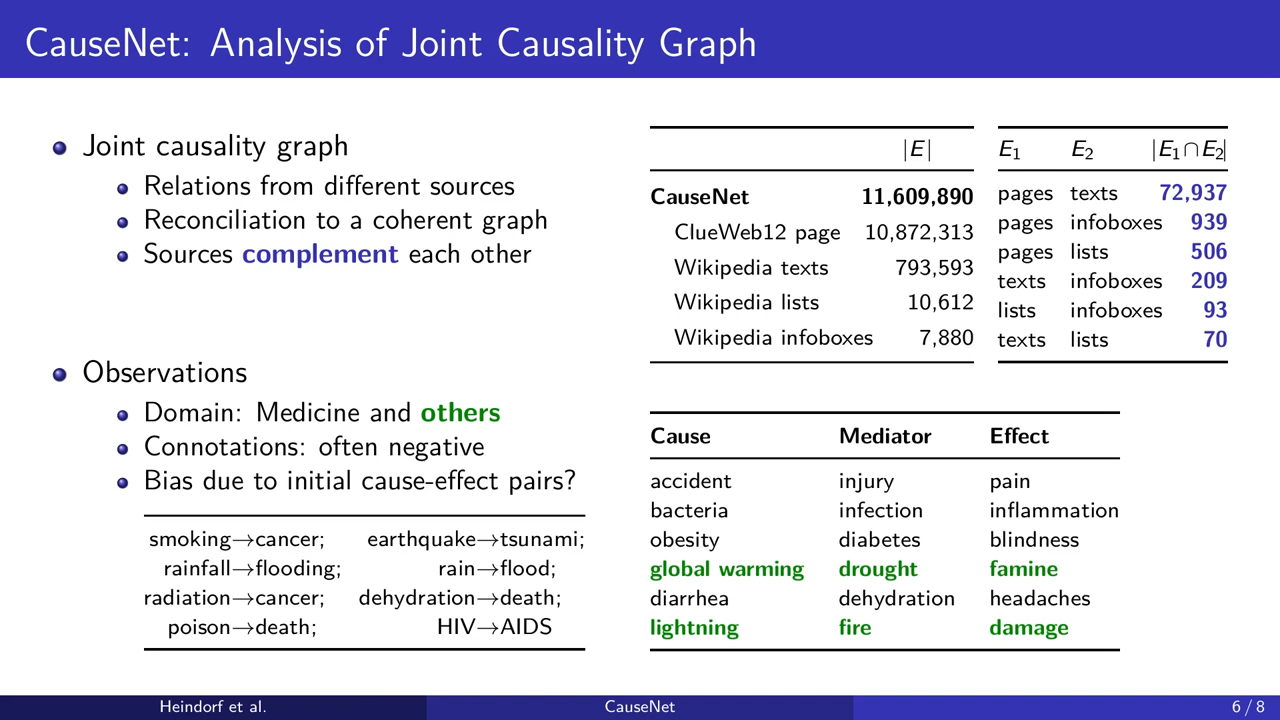 CauseNet: Analysis of Joint Causality Graph
Joint causality graph
Relations from different sources
Reconciliation to a coherent graph
Sources complement each other
Observations
Domain: Medicine and others
Connotations: often negative
Bias due to initial cause-effect pairs?
smoking→cancer; earthquake→tsunami;
rainfall→flooding; rain→flood;
radiation→cancer; dehydration→death;
poison→death; HIV→AIDS
|E|
CauseNet 11,609,890
ClueWeb12 page 10,872,313
Wikipedia texts 793,593
Wikipedia lists 10,612
Wikipedia infoboxes 7,880
E₁ E₂ |E₁∩E₂|
pages texts 72,937
pages infoboxes 939
pages lists 506
texts infoboxes 209
lists infoboxes 93
texts lists 70
Cause Mediator Effect
accident injury pain
bacteria infection inflammation
obesity diabetes blindness
global warming drought famine
diarrhea dehydration headaches
lightning fire damage
Heindorf et al. CauseNet 6 / 8